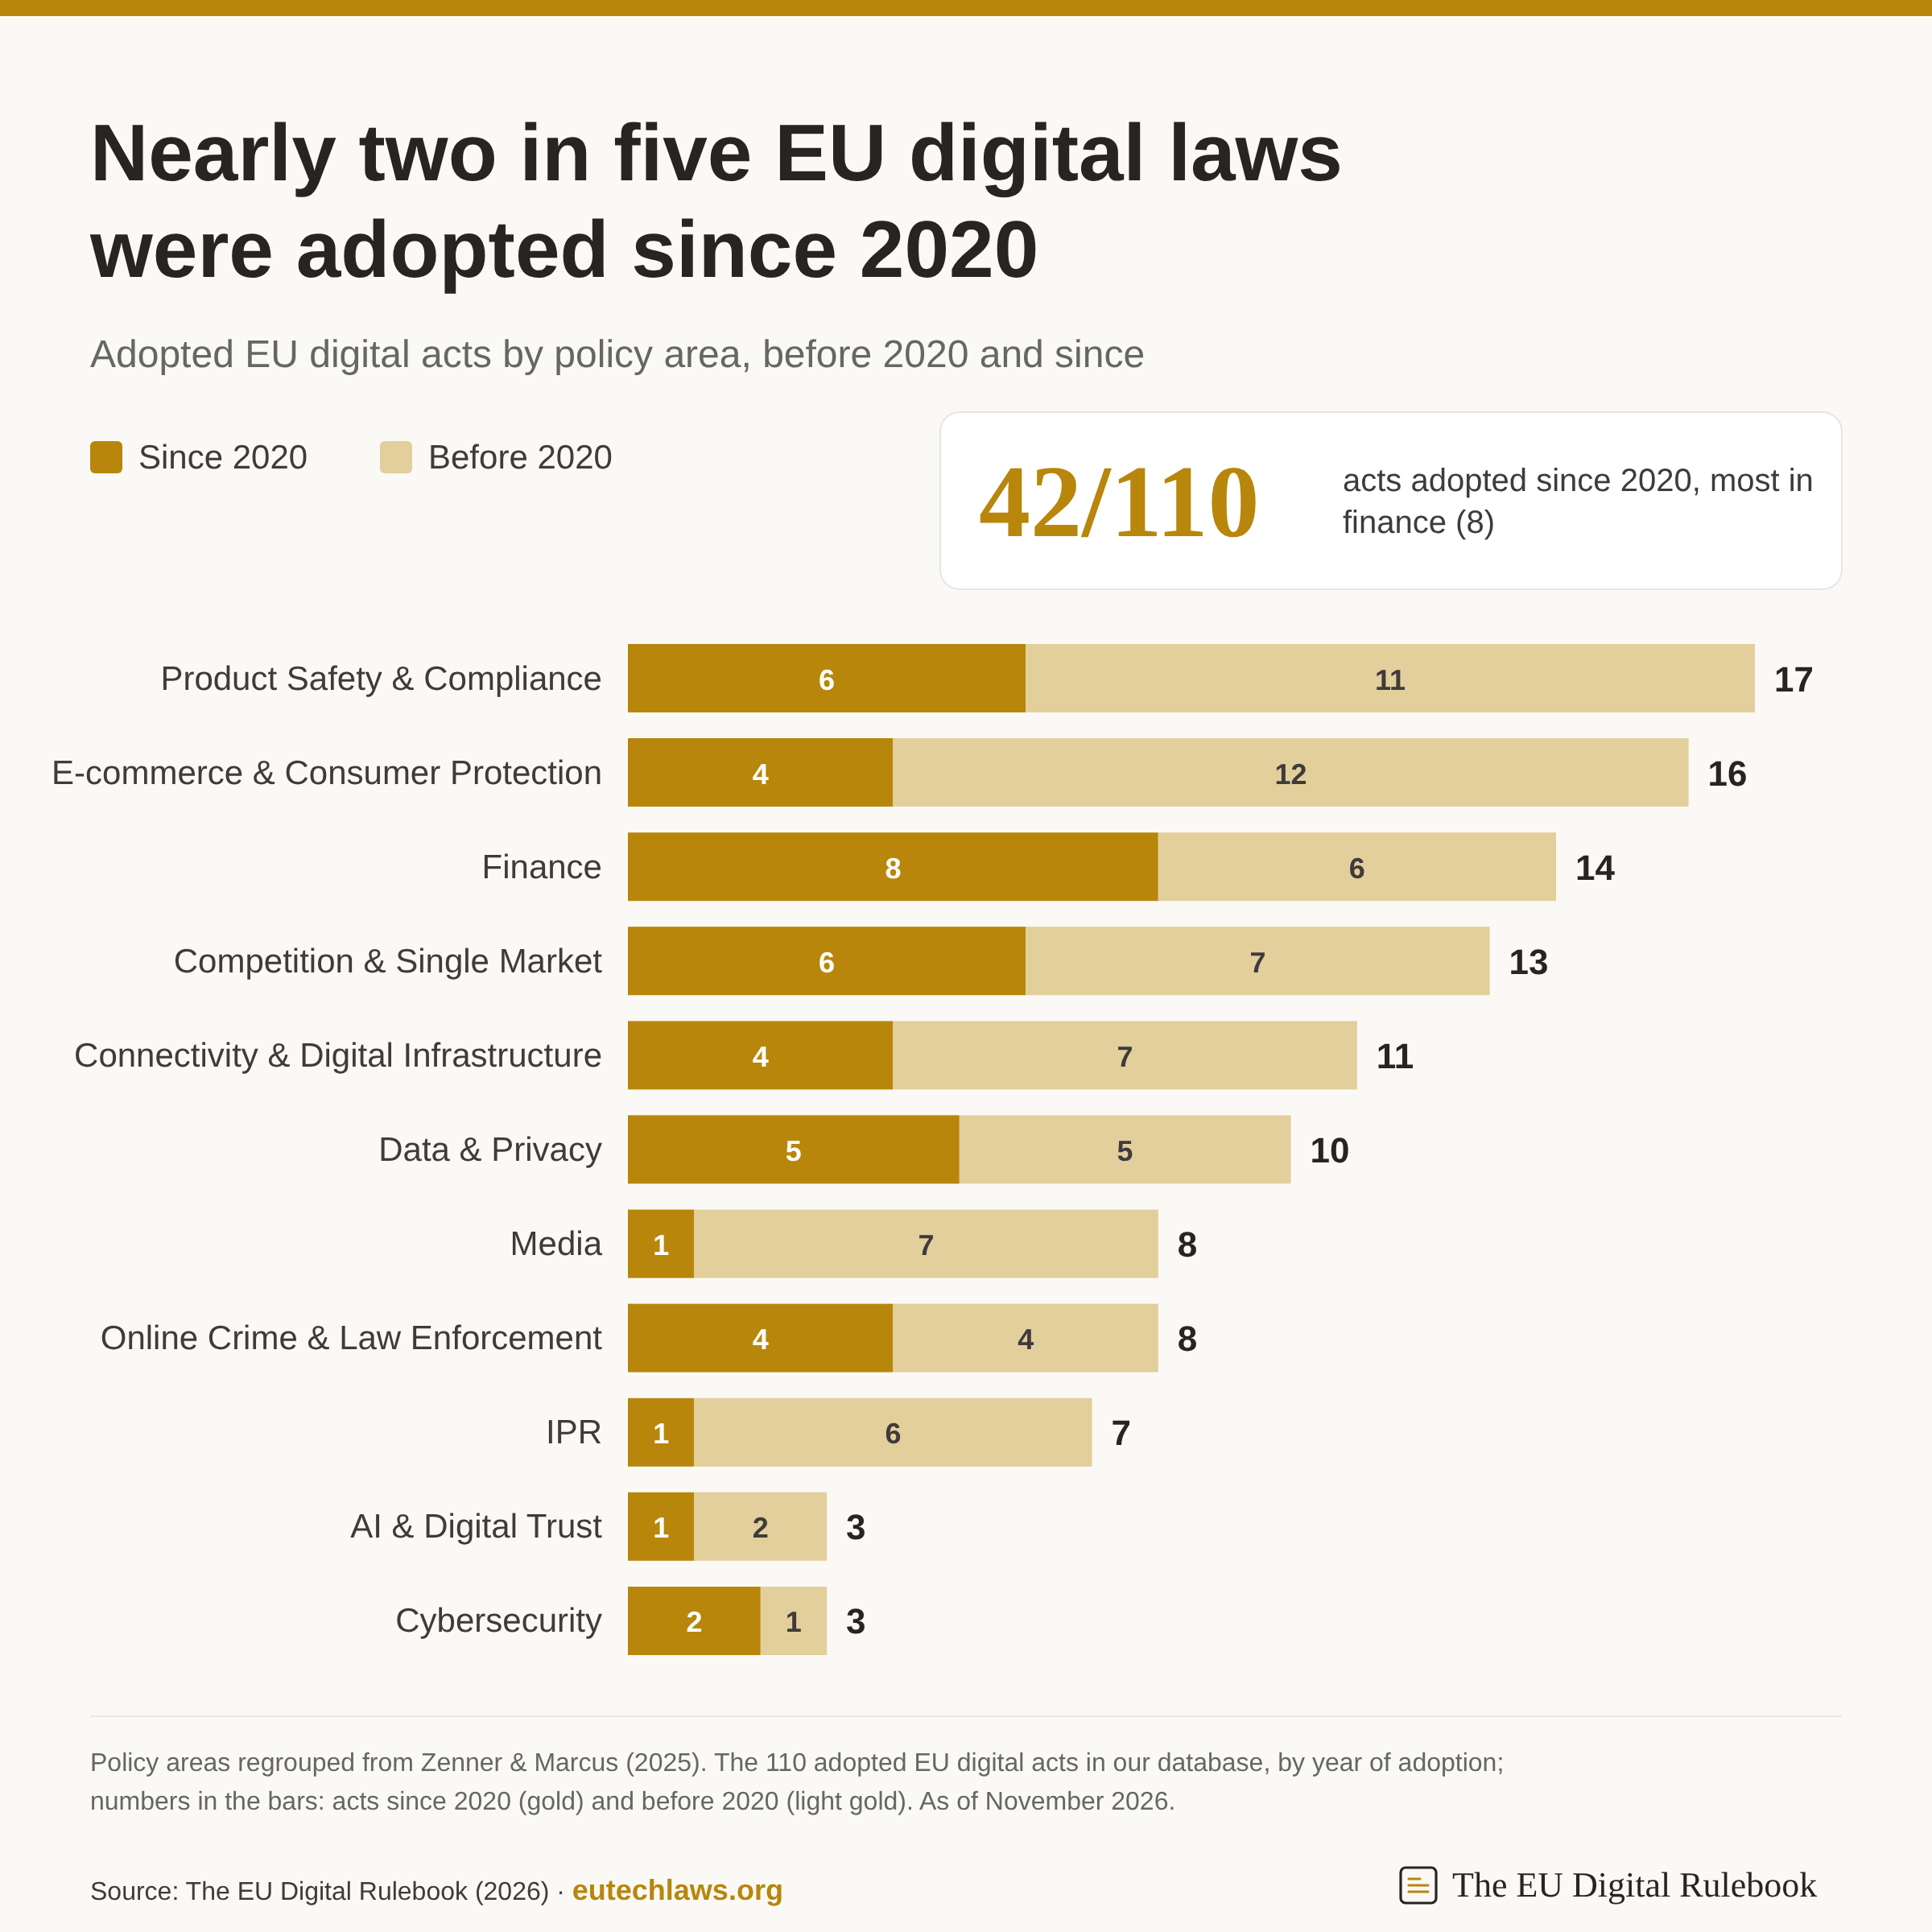 Nearly two in five EU digital laws
were adopted since 2020
Adopted EU digital acts by policy area, before 2020 and since
Since 2020 Before 2020
42/110
acts adopted since 2020, most in
finance (8)
Product Safety & Compliance 6 11 17
E-commerce & Consumer Protection 4 12 16
Finance 8 6 14
Competition & Single Market 6 7 13
Connectivity & Digital Infrastructure 4 7 11
Data & Privacy 5 5 10
Media 1 7 8
Online Crime & Law Enforcement 4 4 8
IPR 1 6 7
AI & Digital Trust 1 2 3
Cybersecurity 2 1 3
Policy areas regrouped from Zenner & Marcus (2025). The 110 adopted EU digital acts in our database, by year of adoption;
numbers in the bars: acts since 2020 (gold) and before 2020 (light gold). As of November 2026.
Source: The EU Digital Rulebook (2026) · eutechlaws.org
The EU Digital Rulebook